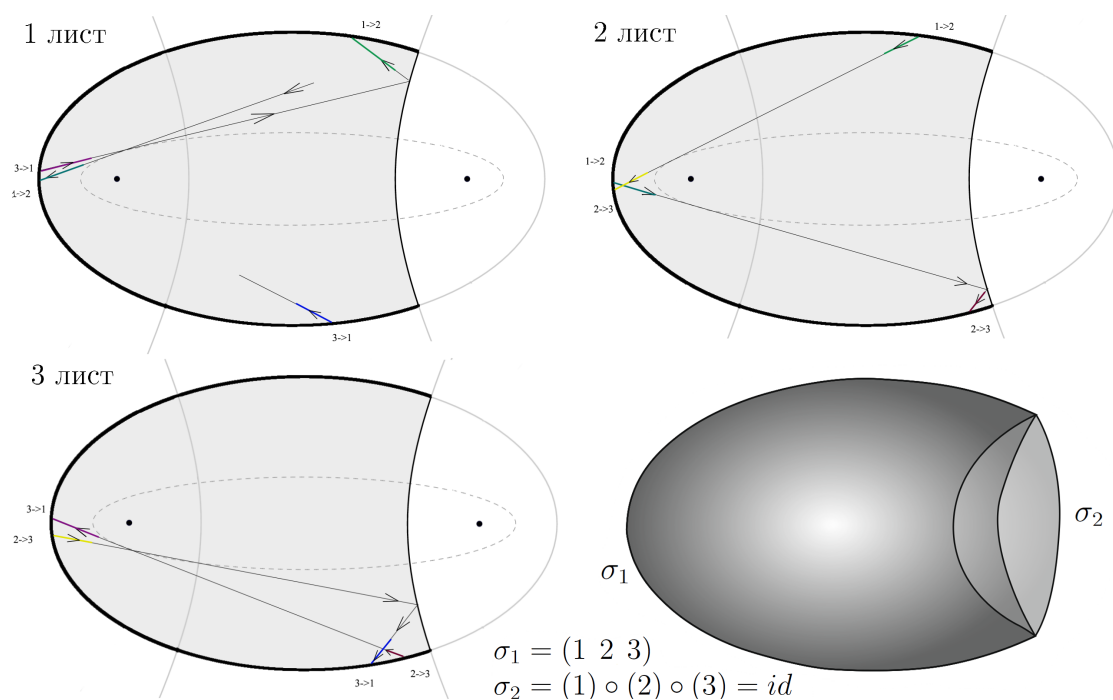 1 лист
1->2
3->1
1->2
3->1
2 лист
1->2
1->2
2->3
2->3
3 лист
3->1
2->3
3->1
2->3
σ₁
σ₂
σ₁ = (1 2 3)
σ₂ = (1) ∘ (2) ∘ (3) = id